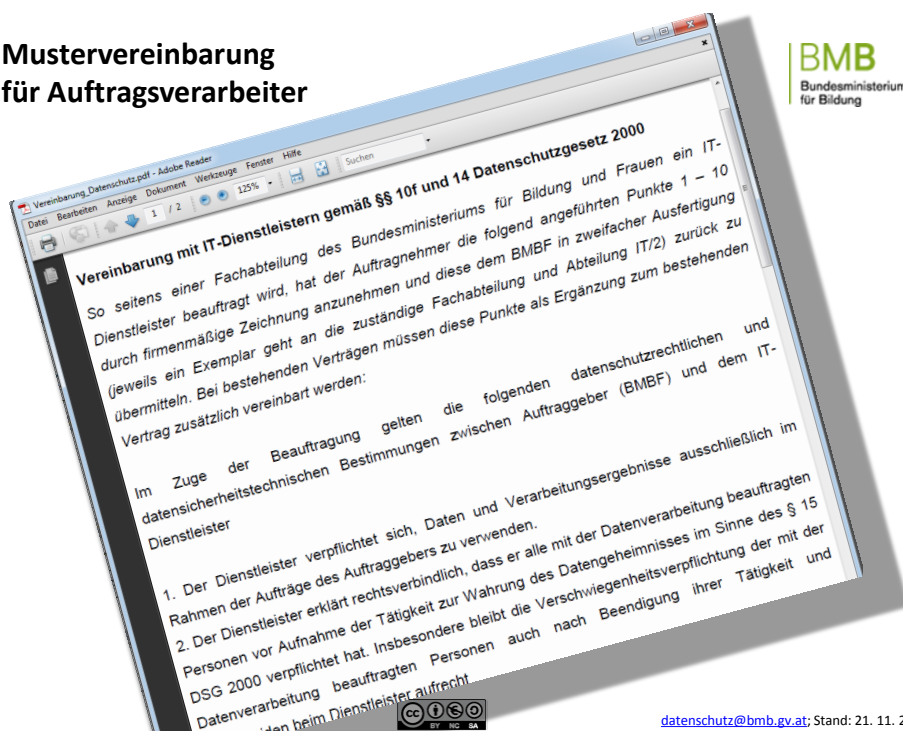 Mustervereinbarung
für Auftragsverarbeiter
BMB
Bundesministerium
für Bildung
Vereinbarung_Datenschutz.pdf - Adobe Reader
Datei Bearbeiten Anzeige Dokument Werkzeuge Fenster Hilfe
1 / 2 125% Suchen
Vereinbarung mit IT-Dienstleistern gemäß §§ 10f und 14 Datenschutzgesetz 2000
So seitens einer Fachabteilung des Bundesministeriums für Bildung und Frauen ein IT-
Dienstleister beauftragt wird, hat der Auftragnehmer die folgend angeführten Punkte 1 – 10
durch firmenmäßige Zeichnung anzunehmen und diese dem BMBF in zweifacher Ausfertigung
(jeweils ein Exemplar geht an die zuständige Fachabteilung und Abteilung IT/2) zurück zu
übermitteln. Bei bestehenden Verträgen müssen diese Punkte als Ergänzung zum bestehenden
Vertrag zusätzlich vereinbart werden:
Im Zuge der Beauftragung gelten die folgenden datenschutzrechtlichen und
datensicherheitstechnischen Bestimmungen zwischen Auftraggeber (BMBF) und dem IT-
Dienstleister
1. Der Dienstleister verpflichtet sich, Daten und Verarbeitungsergebnisse ausschließlich im
Rahmen der Aufträge des Auftraggebers zu verwenden.
2. Der Dienstleister erklärt rechtsverbindlich, dass er alle mit der Datenverarbeitung beauftragten
Personen vor Aufnahme der Tätigkeit zur Wahrung des Datengeheimnisses im Sinne des § 15
DSG 2000 verpflichtet hat. Insbesondere bleibt die Verschwiegenheitsverpflichtung der mit der
Datenverarbeitung beauftragten Personen auch nach Beendigung ihrer Tätigkeit und
beim Dienstleister aufrecht
cc BY NC SA
datenschutz@bmb.gv.at; Stand: 21. 11. 2